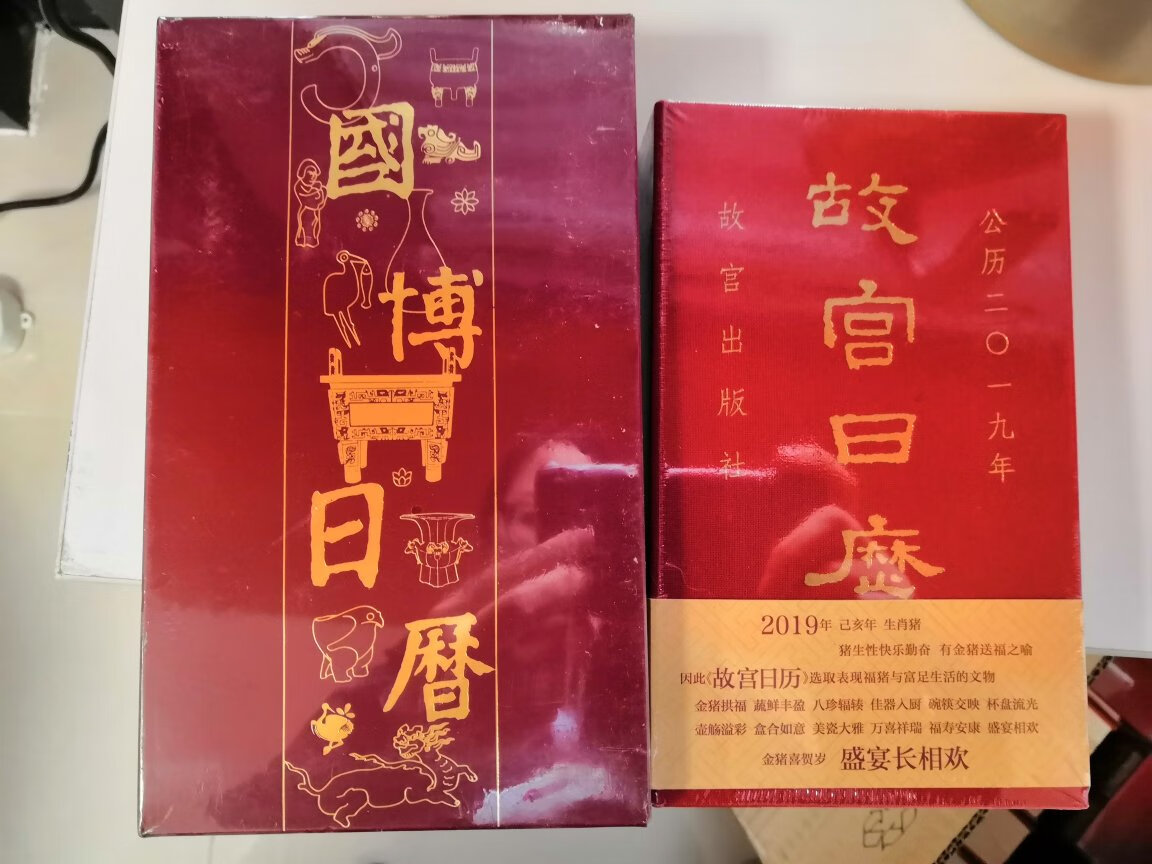 國
博
日
曆
故宫日歷
公历二〇一九年
故宫出版社
2019年 己亥年 生肖猪
猪生性快乐勤奋 有金猪送福之喻
因此《故宫日历》选取表现福猪与富足生活的文物
金猪拱福 蔬鲜丰盈 八珍辐辏 佳器入厨 碗筷交映 杯盘流光
壶觞溢彩 盒合如意 美瓷大雅 万喜祥瑞 福寿安康 盛宴相欢
金猪喜贺岁 盛宴长相欢